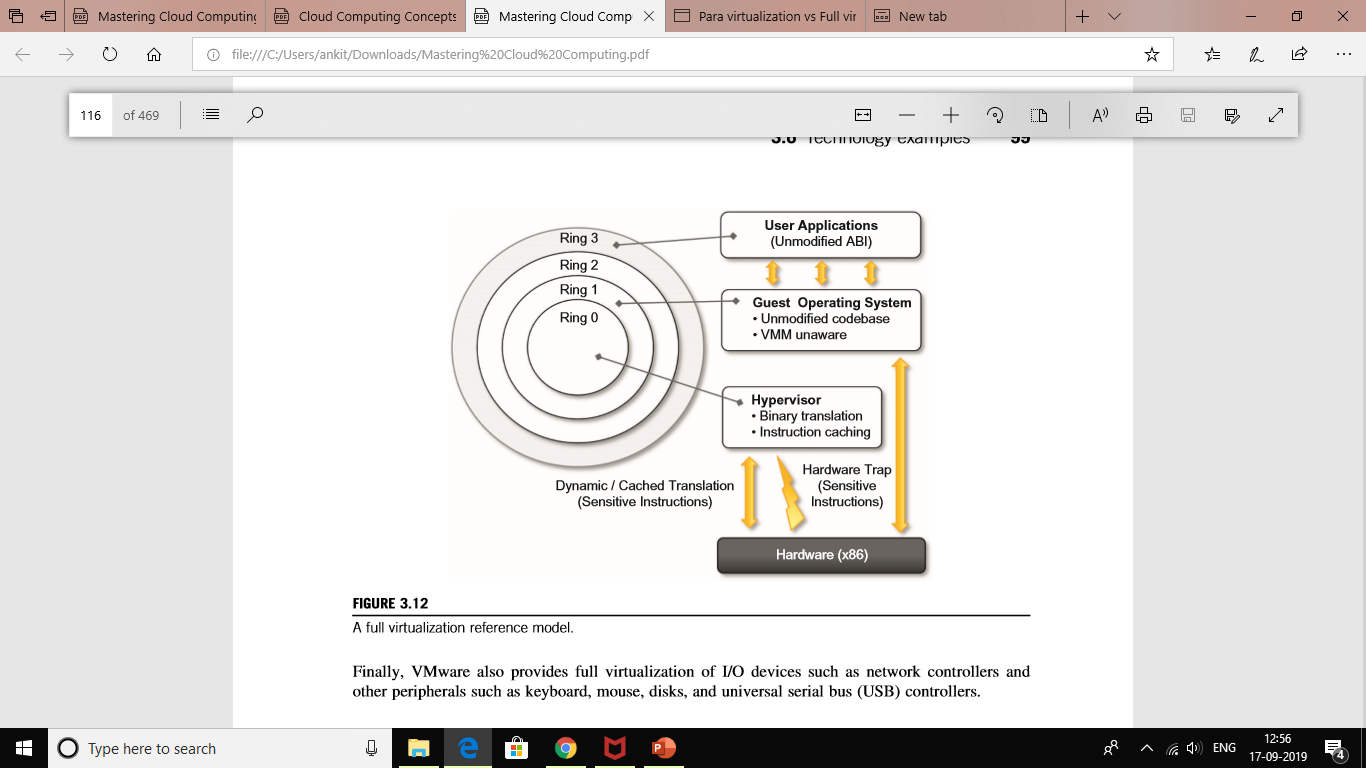 Mastering Cloud Computing
Cloud Computing Concepts
Mastering Cloud Comp
Para virtualization vs Full vir
New tab
file:///C:/Users/ankit/Downloads/Mastering%20Cloud%20Computing.pdf
116 of 469
3.6 Technology examples 99
Ring 3
Ring 2
Ring 1
Ring 0
User Applications
(Unmodified ABI)
Guest Operating System
• Unmodified codebase
• VMM unaware
Hypervisor
• Binary translation
• Instruction caching
Dynamic / Cached Translation
(Sensitive Instructions)
Hardware Trap
(Sensitive
Instructions)
Hardware (x86)
FIGURE 3.12
A full virtualization reference model.
Finally, VMware also provides full virtualization of I/O devices such as network controllers and
other peripherals such as keyboard, mouse, disks, and universal serial bus (USB) controllers.
Type here to search
ENG
12:56
17-09-2019
4